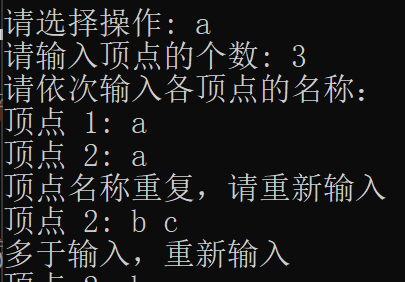 请选择操作: a
请输入顶点的个数: 3
请依次输入各顶点的名称:
顶点 1: a
顶点 2: a
顶点名称重复，请重新输入
顶点 2: b c
多于输入，重新输入